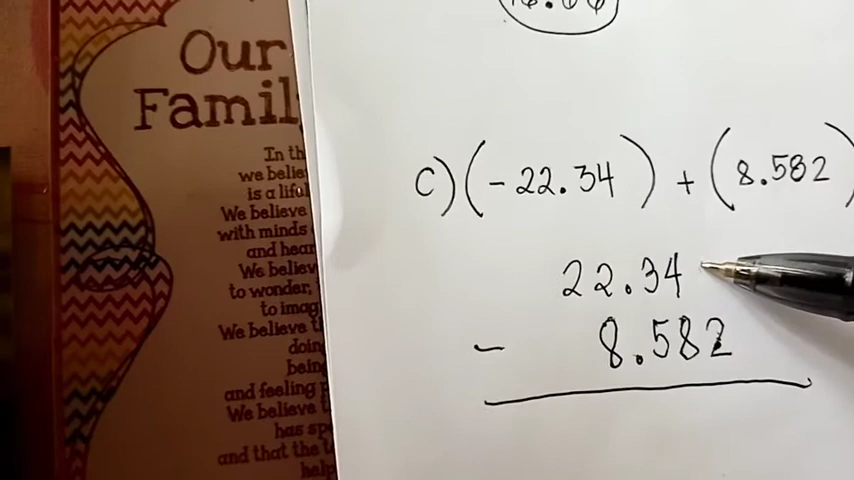 Our
Famil
In th
we belie
is a lifel
We believe
with minds
and hear
We believ
to wonder,
to imag
We believe t
doin
bein
and feeling
We believe
has sp
and that the
help
c) (-22.34) + (8.582)
22.34
- 8.582